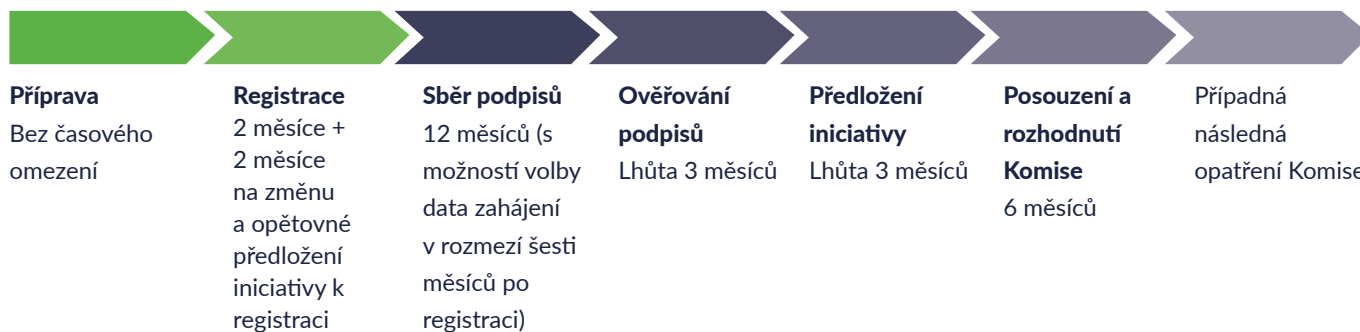 Příprava
Bez časového
omezení
Registrace
2 měsíce +
2 měsíce
na změnu
a opětovné
předložení
iniciativy k
registraci
Sběr podpisů
12 měsíců (s
možností volby
data zahájení
v rozmezí šesti
měsíců po
registraci)
Ověřování
podpisů
Lhůta 3 měsíců
Předložení
iniciativy
Lhůta 3 měsíců
Posouzení a
rozhodnutí
Komise
6 měsíců
Případná
následná
opatření Komise